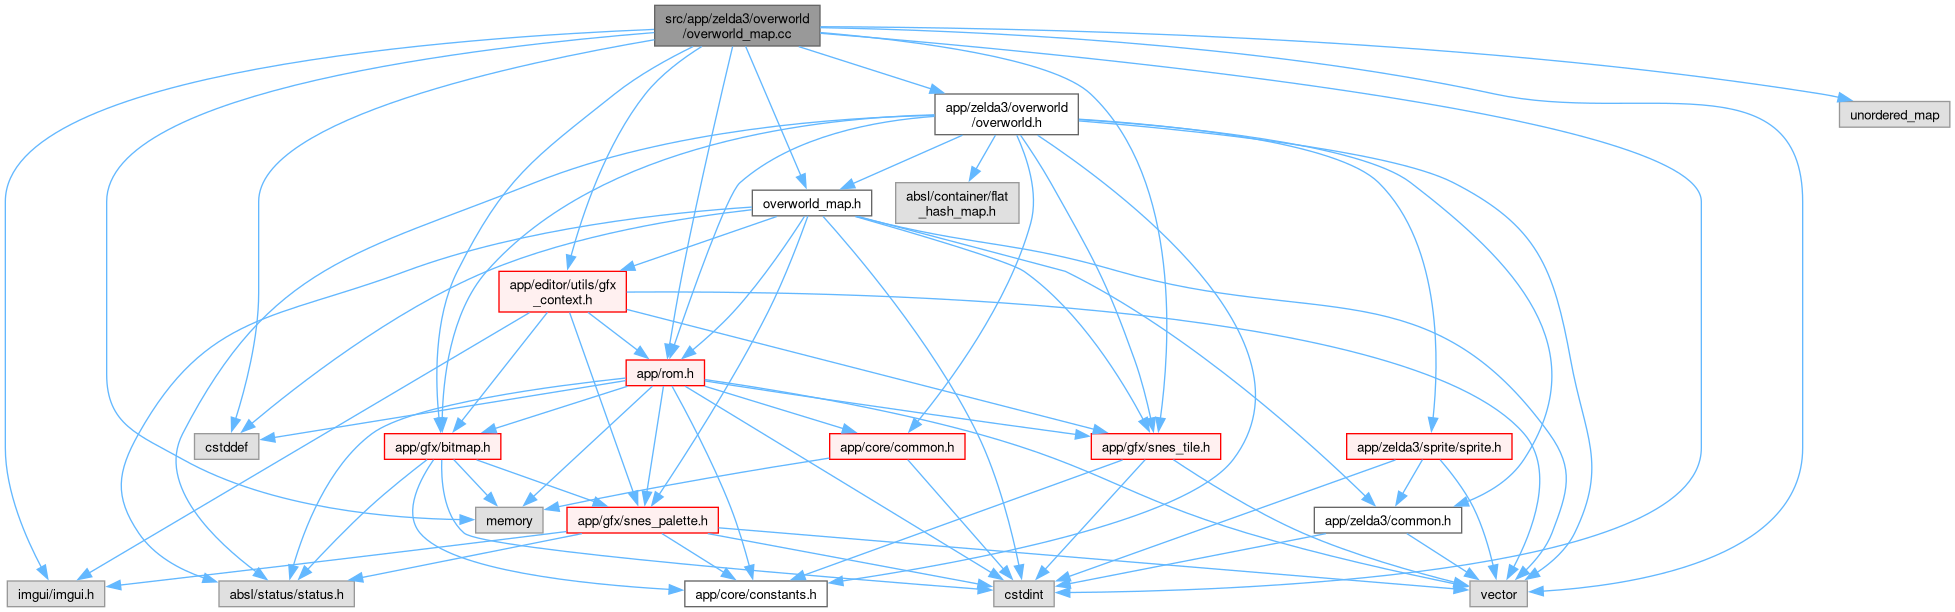 src/app/zelda3/overworld
/overworld_map.cc
app/zelda3/overworld
/overworld.h
unordered_map
absl/container/flat
_hash_map.h
overworld_map.h
app/editor/utils/gfx
_context.h
app/rom.h
cstddef
app/gfx/bitmap.h
app/core/common.h
app/gfx/snes_tile.h
app/zelda3/sprite/sprite.h
memory
app/gfx/snes_palette.h
app/zelda3/common.h
imgui/imgui.h
absl/status/status.h
app/core/constants.h
cstdint
vector